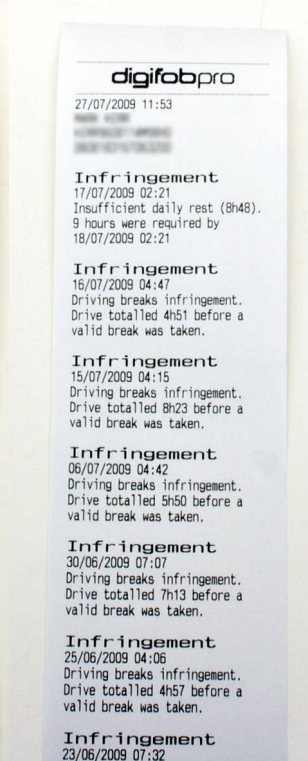 digifobpro
27/07/2009 11:53
Infringement
17/07/2009 02:21
Insufficient daily rest (8h48).
9 hours were required by
18/07/2009 02:21
Infringement
16/07/2009 04:47
Driving breaks infringement.
Drive totalled 4h51 before a
valid break was taken.
Infringement
15/07/2009 04:15
Driving breaks infringement.
Drive totalled 8h23 before a
valid break was taken.
Infringement
06/07/2009 04:42
Driving breaks infringement.
Drive totalled 5h50 before a
valid break was taken.
Infringement
30/06/2009 07:07
Driving breaks infringement.
Drive totalled 7h13 before a
valid break was taken.
Infringement
25/06/2009 04:06
Driving breaks infringement.
Drive totalled 4h57 before a
valid break was taken.
Infringement
23/06/2009 07:32